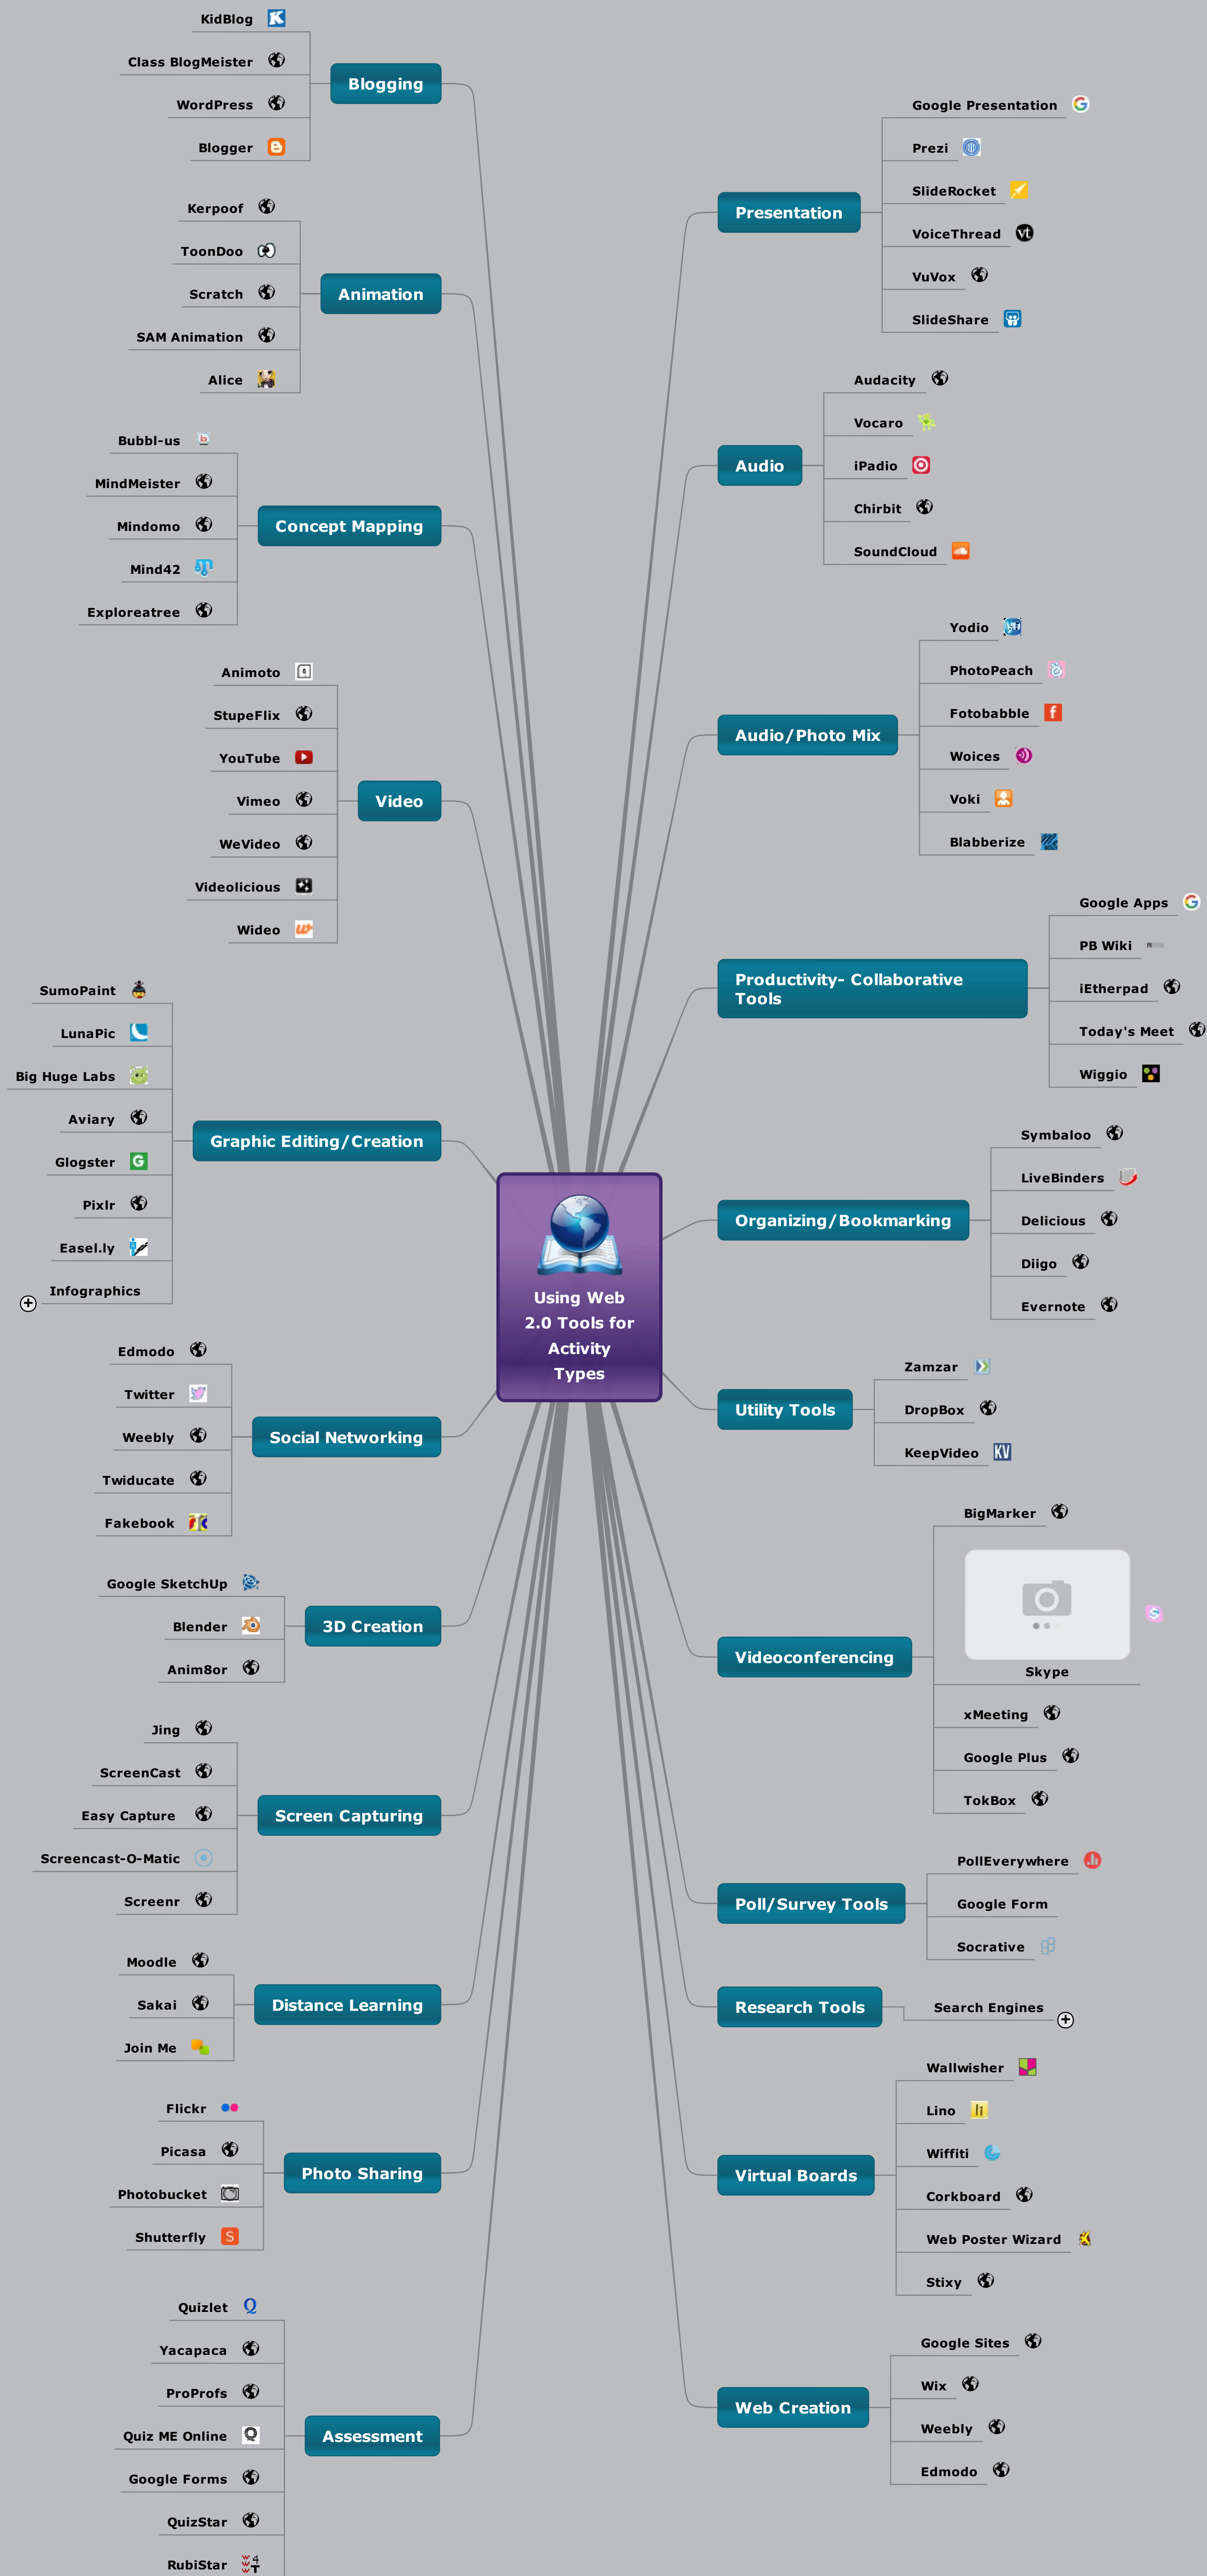 Using Web
2.0 Tools for
Activity
Types
Blogging
KidBlog
Class BlogMeister
WordPress
Blogger
Animation
Kerpoof
ToonDoo
Scratch
SAM Animation
Alice
Concept Mapping
Bubbl-us
MindMeister
Mindomo
Mind42
Exploreatree
Video
Animoto
StupeFlix
YouTube
Vimeo
WeVideo
Videolicious
Wideo
Graphic Editing/Creation
SumoPaint
LunaPic
Big Huge Labs
Aviary
Glogster
Pixlr
Easel.ly
Infographics
Social Networking
Edmodo
Twitter
Weebly
Twiducate
Fakebook
3D Creation
Google SketchUp
Blender
Anim8or
Screen Capturing
Jing
ScreenCast
Easy Capture
Screencast-O-Matic
Screenr
Distance Learning
Moodle
Sakai
Join Me
Photo Sharing
Flickr
Picasa
Photobucket
Shutterfly
Assessment
Quizlet
Yacapaca
ProProfs
Quiz ME Online
Google Forms
QuizStar
RubiStar
Presentation
Google Presentation
Prezi
SlideRocket
VoiceThread
VuVox
SlideShare
Audio
Audacity
Vocaro
iPadio
Chirbit
SoundCloud
Audio/Photo Mix
Yodio
PhotoPeach
Fotobabble
Woices
Voki
Blabberize
Productivity- Collaborative
Tools
Google Apps
PB Wiki
iEtherpad
Today's Meet
Wiggio
Organizing/Bookmarking
Symbaloo
LiveBinders
Delicious
Diigo
Evernote
Utility Tools
Zamzar
DropBox
KeepVideo
KV
Videoconferencing
BigMarker
Skype
xMeeting
Google Plus
TokBox
Poll/Survey Tools
PollEverywhere
Google Form
Socrative
Research Tools
Search Engines
Virtual Boards
Wallwisher
Lino
Wiffiti
Corkboard
Web Poster Wizard
Stixy
Web Creation
Google Sites
Wix
Weebly
Edmodo